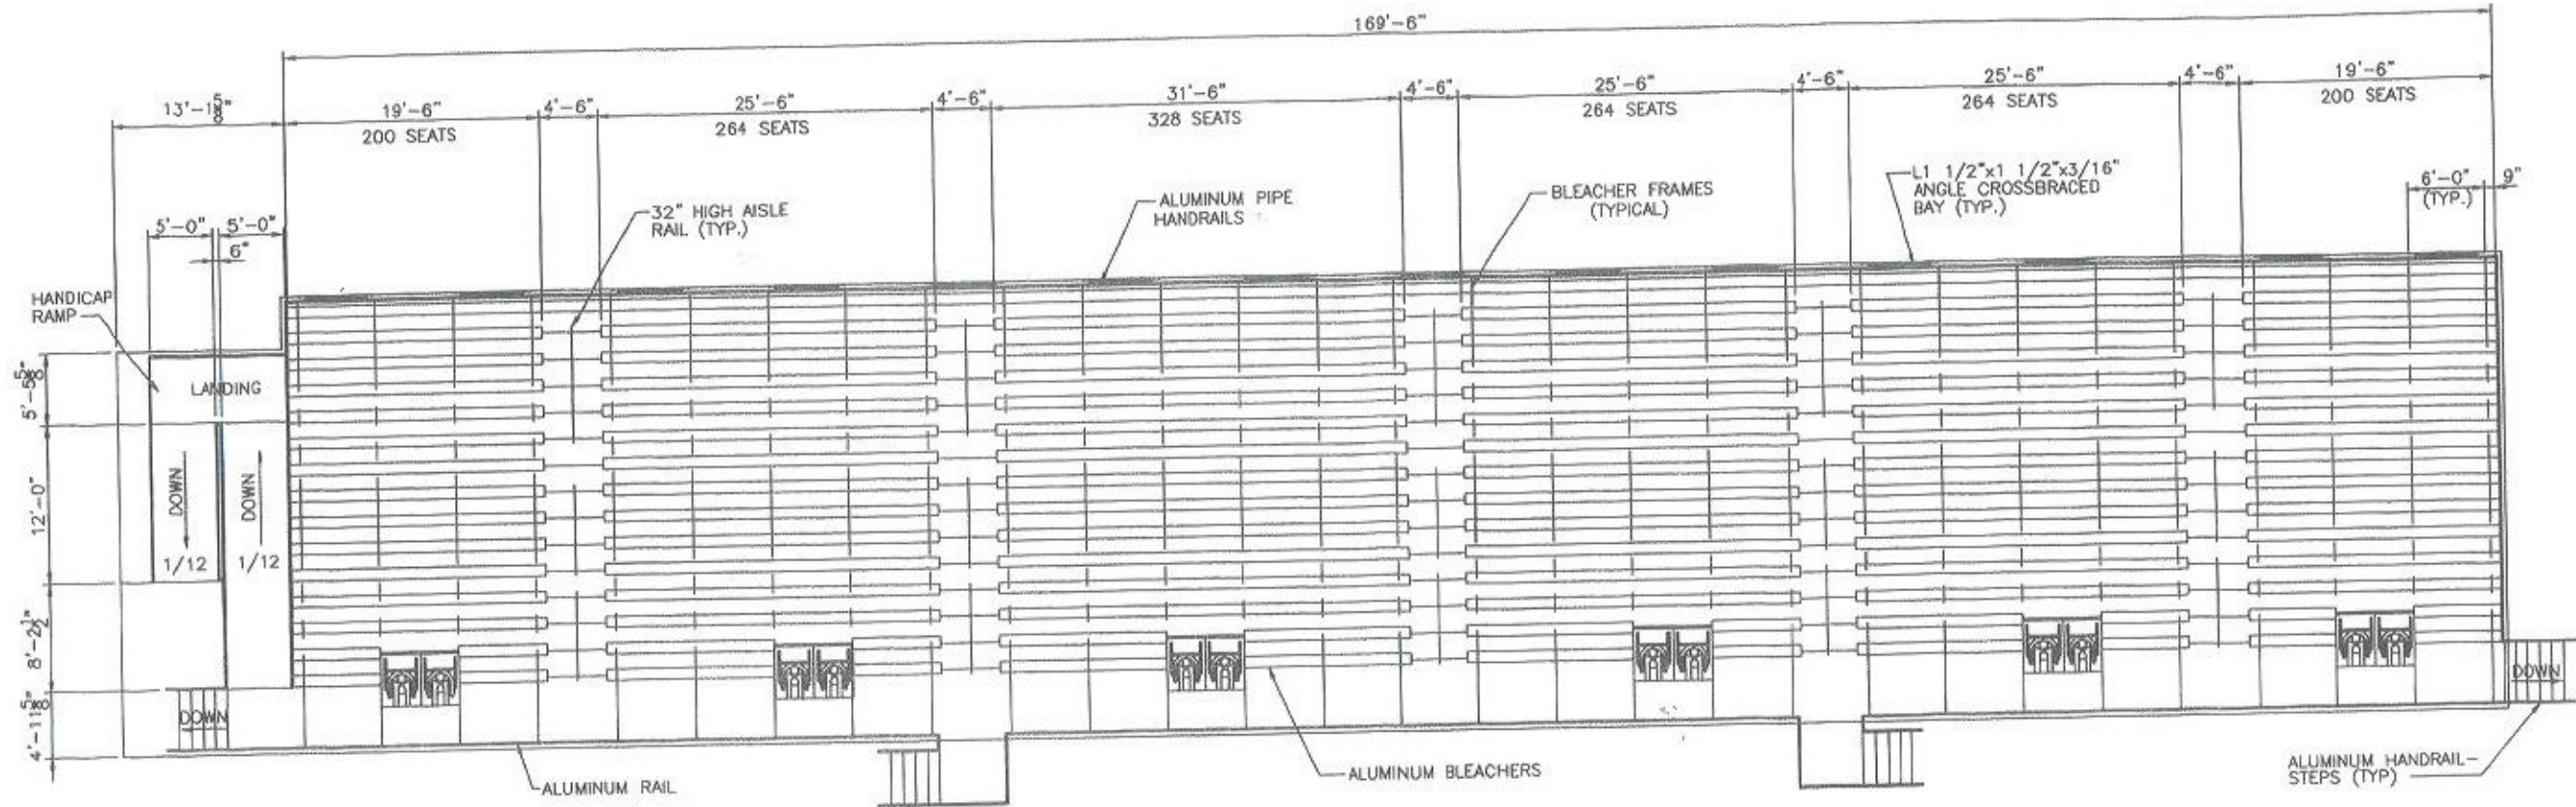 169'-6"
13'-1 5/8"
19'-6"
4'-6"
25'-6"
4'-6"
31'-6"
4'-6"
25'-6"
4'-6"
25'-6"
4'-6"
19'-6"
200 SEATS
264 SEATS
328 SEATS
264 SEATS
264 SEATS
200 SEATS
5'-0"
5'-0"
6"
32" HIGH AISLE
RAIL (TYP.)
ALUMINUM PIPE
HANDRAILS
BLEACHER FRAMES
(TYPICAL)
L1 1/2"x1 1/2"x3/16"
ANGLE CROSSBRACED
BAY (TYP.)
6'-0"
(TYP.)
9"
HANDICAP
RAMP
LANDING
5'-5 5/8"
12'-0"
8'-2 1/2"
4'-11 5/8"
DOWN
1/12
DOWN
1/12
DOWN
DOWN
ALUMINUM RAIL
ALUMINUM BLEACHERS
ALUMINUM HANDRAIL-
STEPS (TYP)